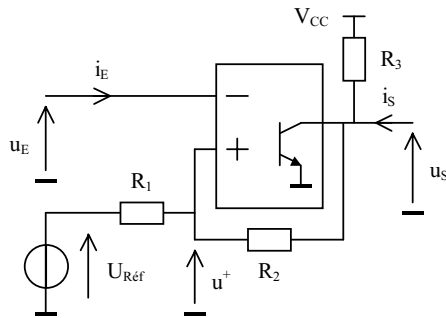 V_CC
R_3
i_E
i_S
−
+
u_E
u_S
R_1
R_2
U_Réf
u^+